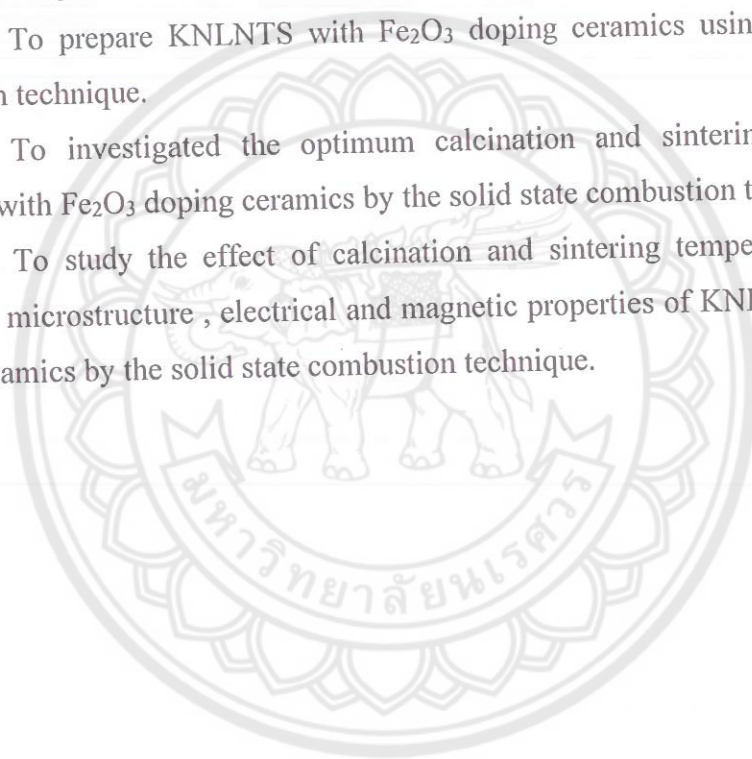 To prepare KNLNTS with Fe₂O₃ doping ceramics usin
n technique.
To investigated the optimum calcination and sinterin
with Fe₂O₃ doping ceramics by the solid state combustion t
To study the effect of calcination and sintering tempe
microstructure , electrical and magnetic properties of KNL
amics by the solid state combustion technique.
มหาวิทยาลัยนเรศวร